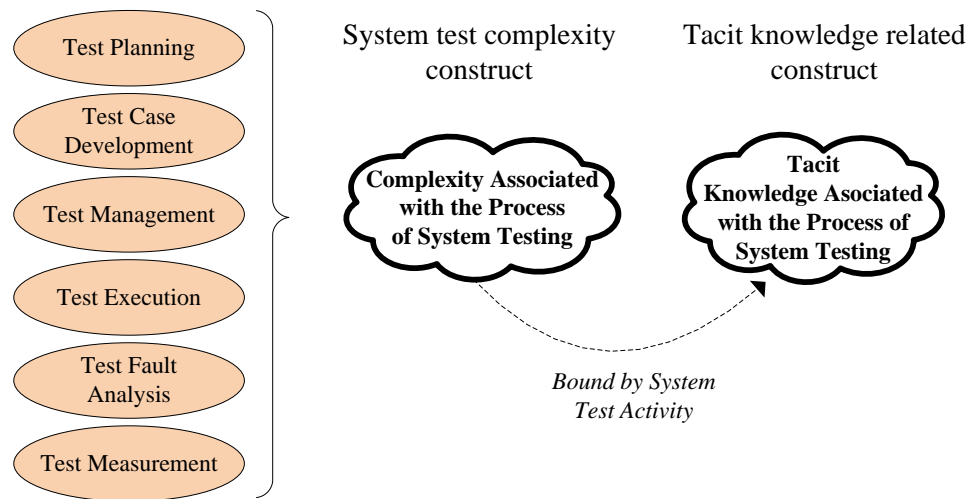 Test Planning
Test Case
Development
Test Management
Test Execution
Test Fault
Analysis
Test Measurement
System test complexity
construct
Complexity Associated
with the Process
of System Testing
Tacit knowledge related
construct
Tacit
Knowledge Asociated
with the Process of
System Testing
Bound by System
Test Activity